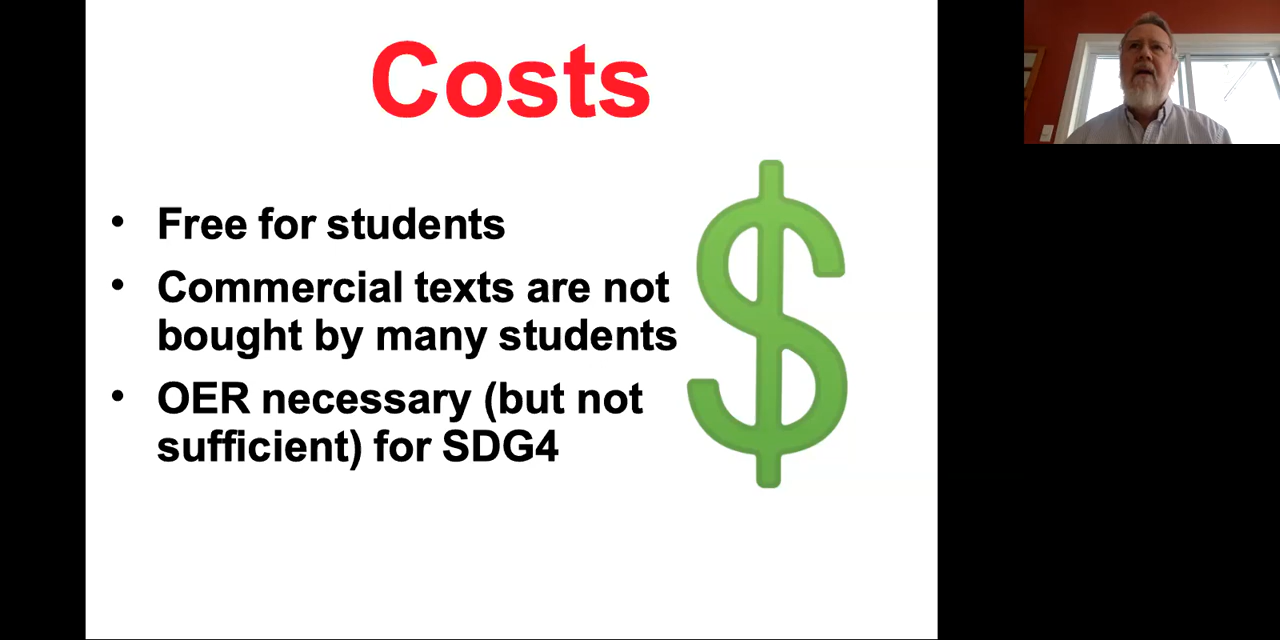 Costs
• Free for students
• Commercial texts are not
bought by many students
• OER necessary (but not
sufficient) for SDG4